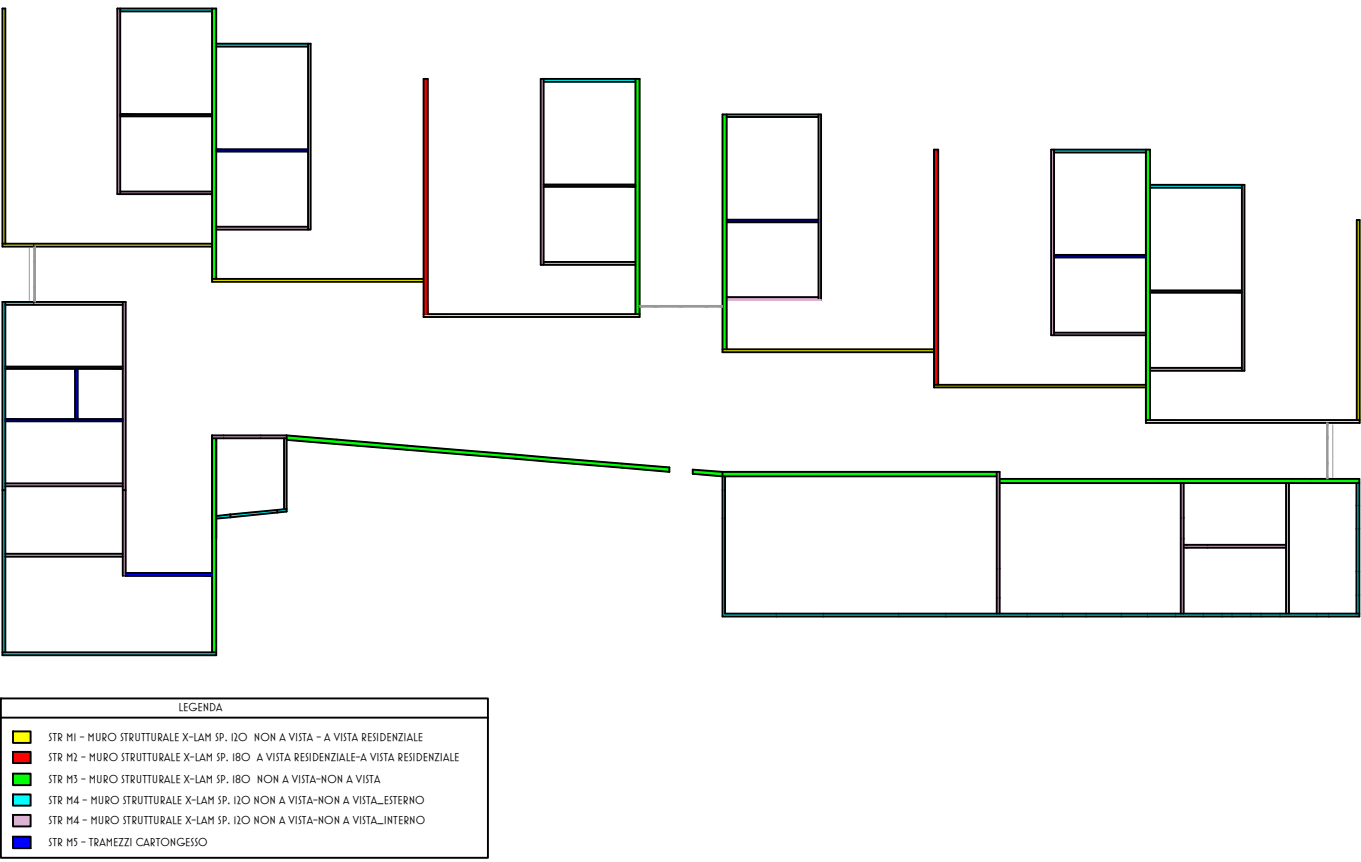 LEGENDA
STR M1 - MURO STRUTTURALE X-LAM SP. 120 NON A VISTA - A VISTA RESIDENZIALE
STR M2 - MURO STRUTTURALE X-LAM SP. 180 A VISTA RESIDENZIALE-A VISTA RESIDENZIALE
STR M3 - MURO STRUTTURALE X-LAM SP. 180 NON A VISTA-NON A VISTA
STR M4 - MURO STRUTTURALE X-LAM SP. 120 NON A VISTA-NON A VISTA_ESTERNO
STR M4 - MURO STRUTTURALE X-LAM SP. 120 NON A VISTA-NON A VISTA_INTERNO
STR M5 - TRAMEZZI CARTONGESSO